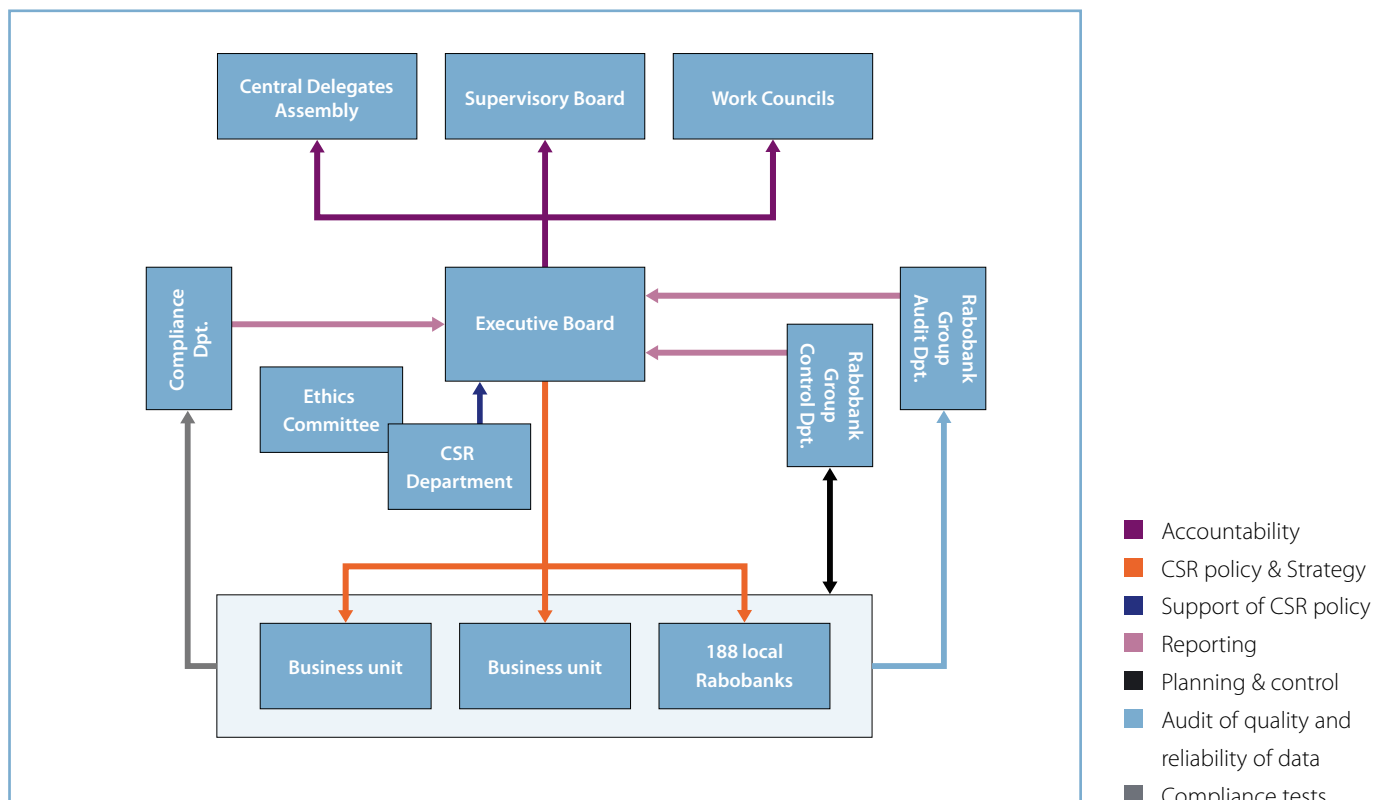 Central Delegates
Assembly
Supervisory Board
Work Councils
Compliance
Dpt.
Executive Board
Rabobank
Group
Audit Dpt.
Rabobank
Group
Control Dpt.
Ethics
Committee
CSR
Department
Business unit
Business unit
188 local
Rabobanks
Accountability
CSR policy & Strategy
Support of CSR policy
Reporting
Planning & control
Audit of quality and
reliability of data
Compliance tests